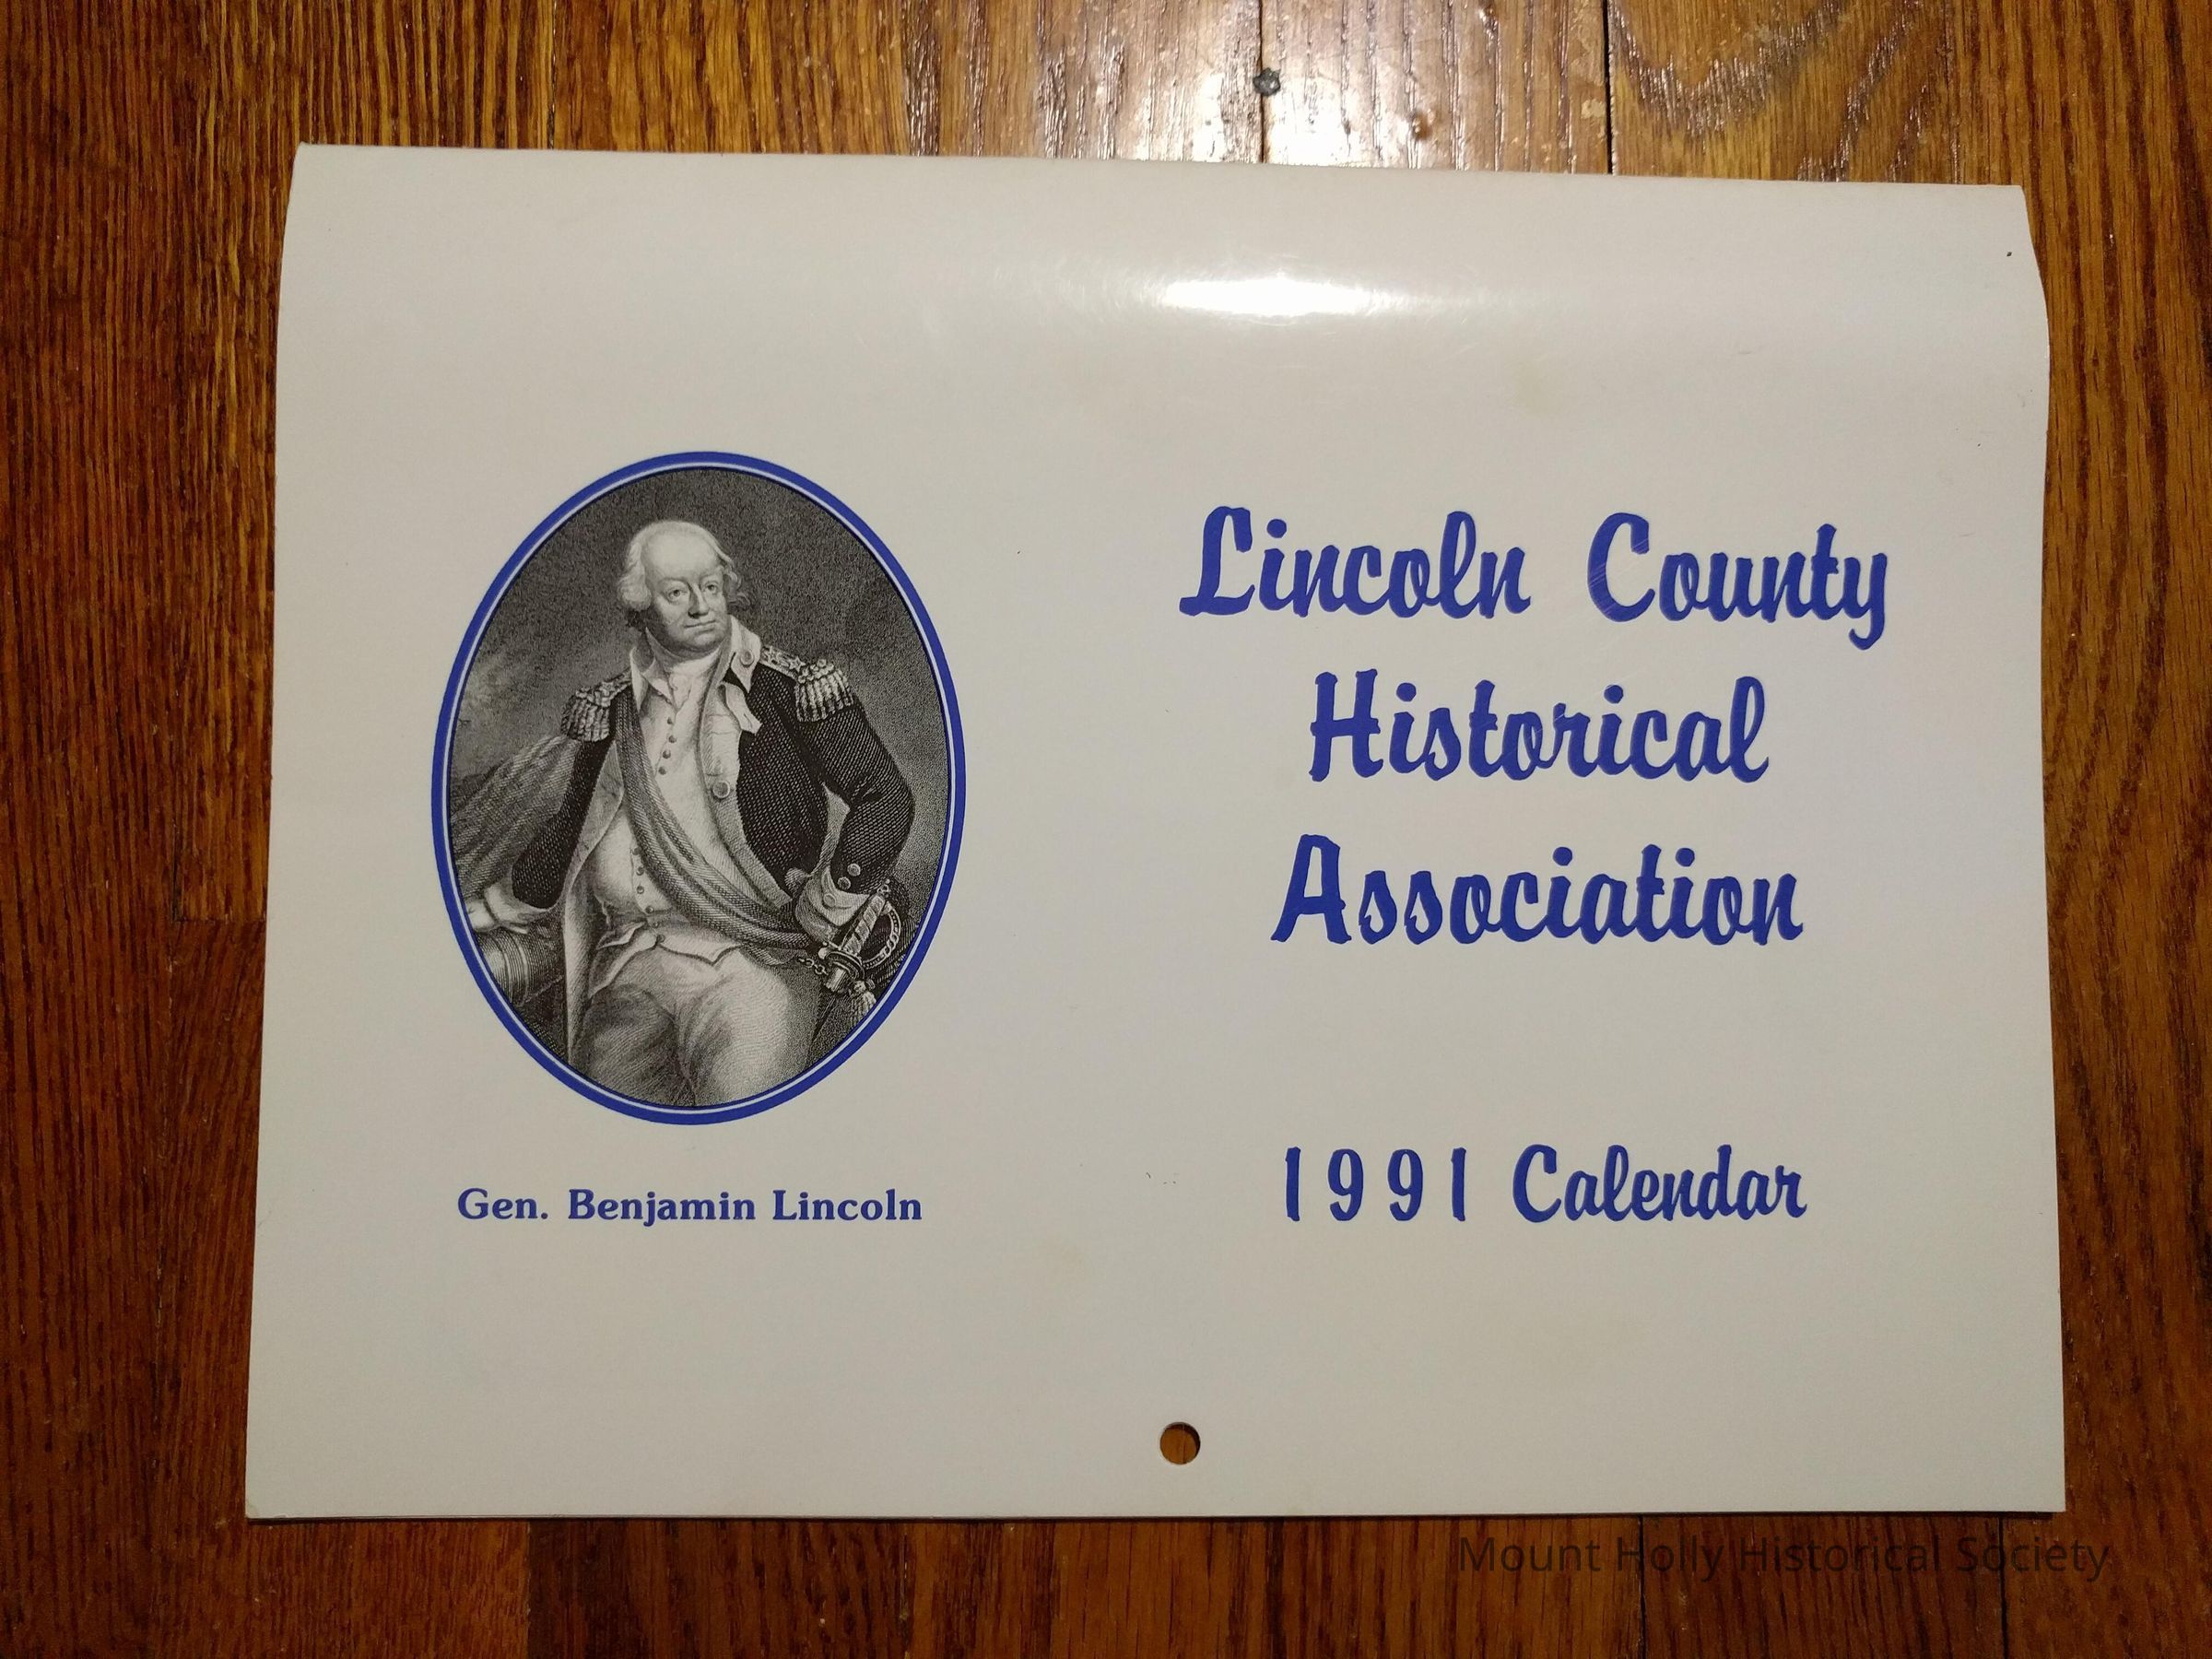 Lincoln County
Historical
Association
1991 Calendar
Gen. Benjamin Lincoln
Mount Holly Historical Society